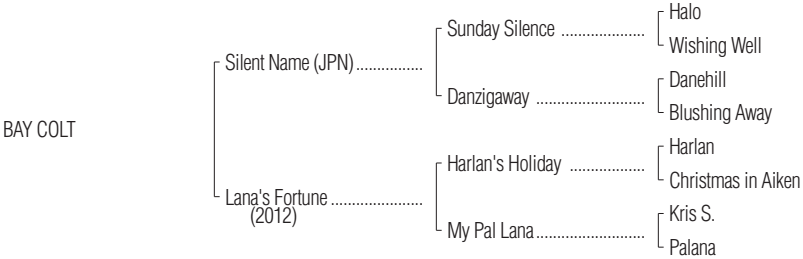 Halo
Sunday Silence ....................
Wishing Well
Silent Name (JPN) ................
Danehill
Danzigaway ..........................
Blushing Away
BAY COLT
Harlan
Harlan's Holiday ..................
Christmas in Aiken
Lana's Fortune ......................
(2012)
Kris S.
My Pal Lana ..........................
Palana